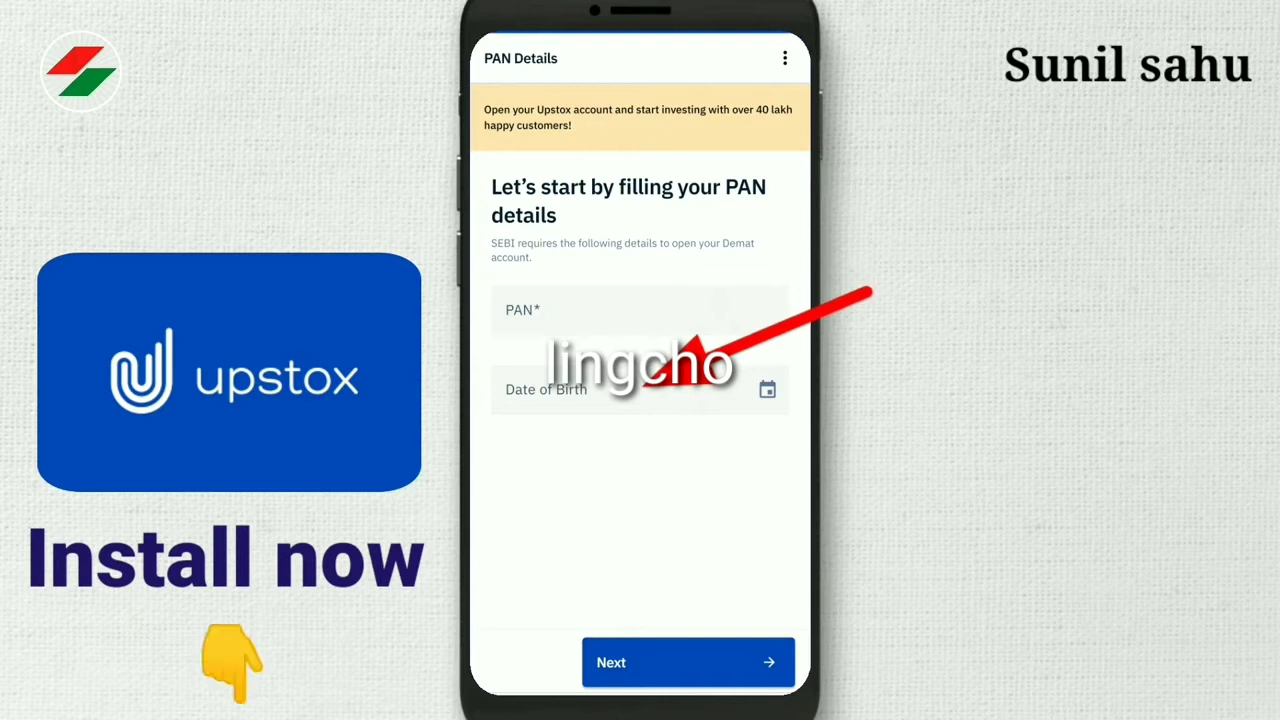 Sunil sahu
PAN Details
Open your Upstox account and start investing with over 40 lakh
happy customers!
Let’s start by filling your PAN
details
SEBI requires the following details to open your Demat
account.
PAN*
lingcho
Date of Birth
upstox
Install now
Next